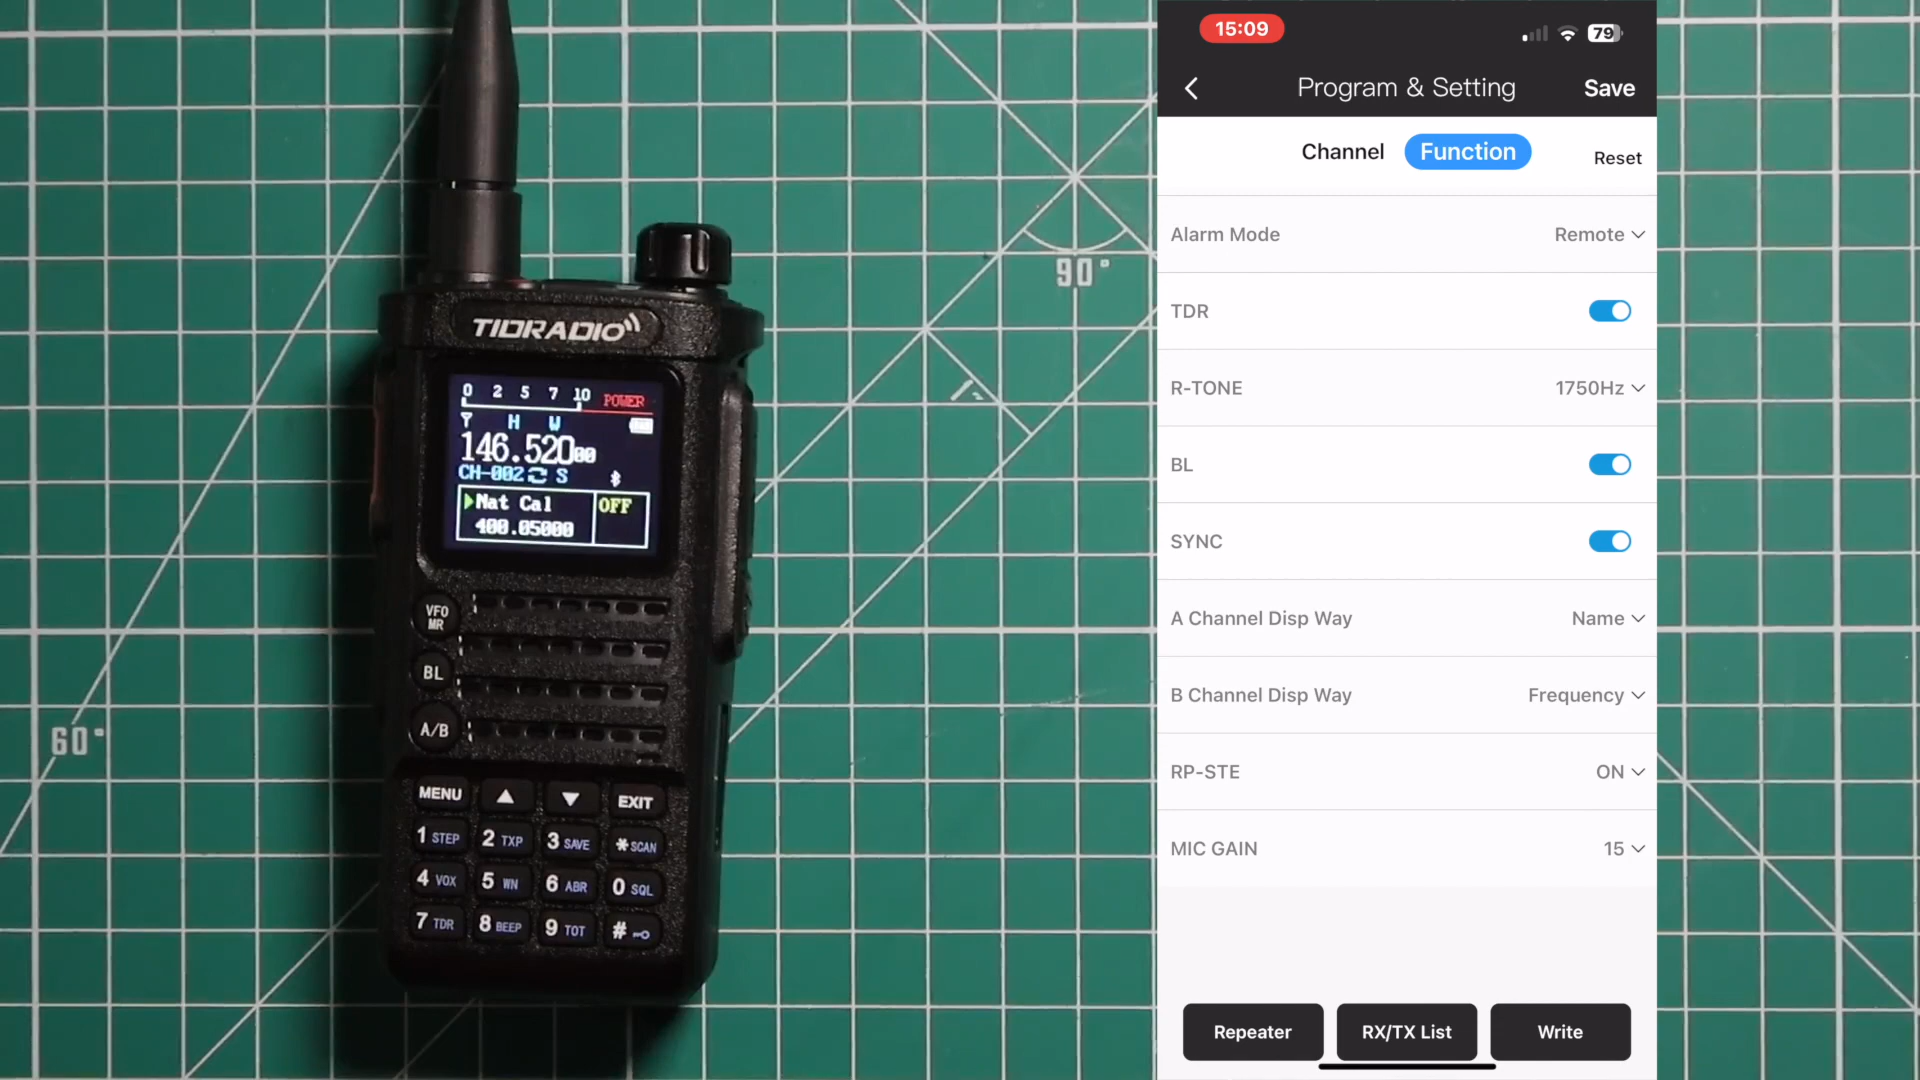 TIDRADIO
0 2 5 7 10 POWER
H W
146.52000
CH-002 S
Nat Cal OFF
400.05000
VFO
MR
BL
A/B
MENU ▲ ▼ EXIT
1 STEP 2 TXP 3 SAVE * SCAN
4 VOX 5 WN 6 ABR 0 SQL
7 TDR 8 BEEP 9 TOT #
60°
90°
15:09 79
Program & Setting Save
Channel Function Reset
Alarm Mode Remote
TDR
R-TONE 1750Hz
BL
SYNC
A Channel Disp Way Name
B Channel Disp Way Frequency
RP-STE ON
MIC GAIN 15
Repeater RX/TX List Write